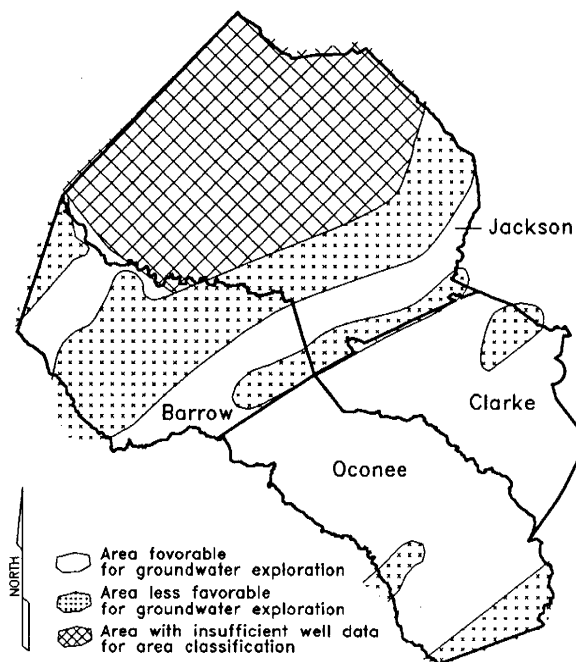 Jackson
Clarke
Barrow
Oconee
NORTH
Area favorable
for groundwater exploration
Area less favorable
for groundwater exploration
Area with insufficient well data
for area classification